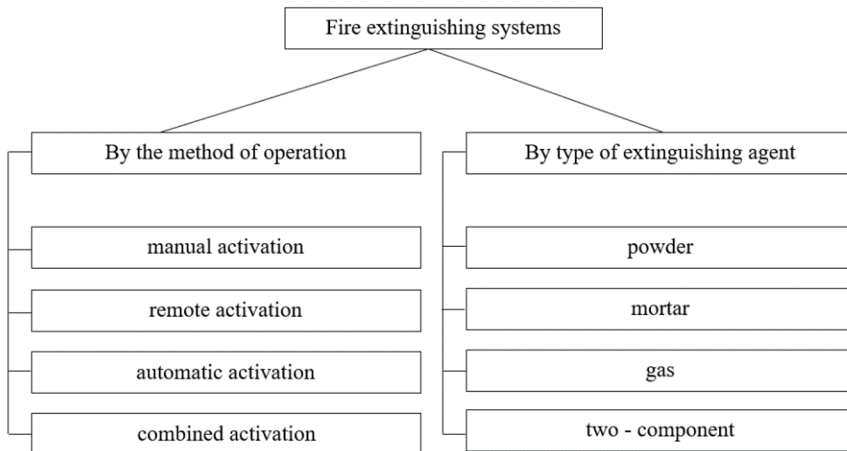 Fire extinguishing systems
By the method of operation
manual activation
remote activation
automatic activation
combined activation
By type of extinguishing agent
powder
mortar
gas
two - component